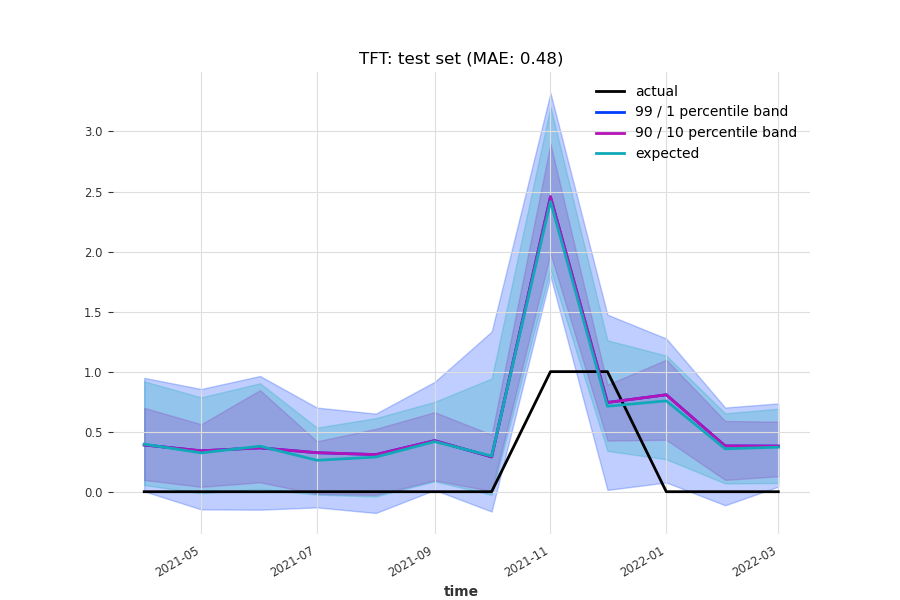 TFT: test set (MAE: 0.48)
actual
99 / 1 percentile band
90 / 10 percentile band
expected
3.0
2.5
2.0
1.5
1.0
0.5
0.0
2021-05
2021-07
2021-09
2021-11
2022-01
2022-03
time